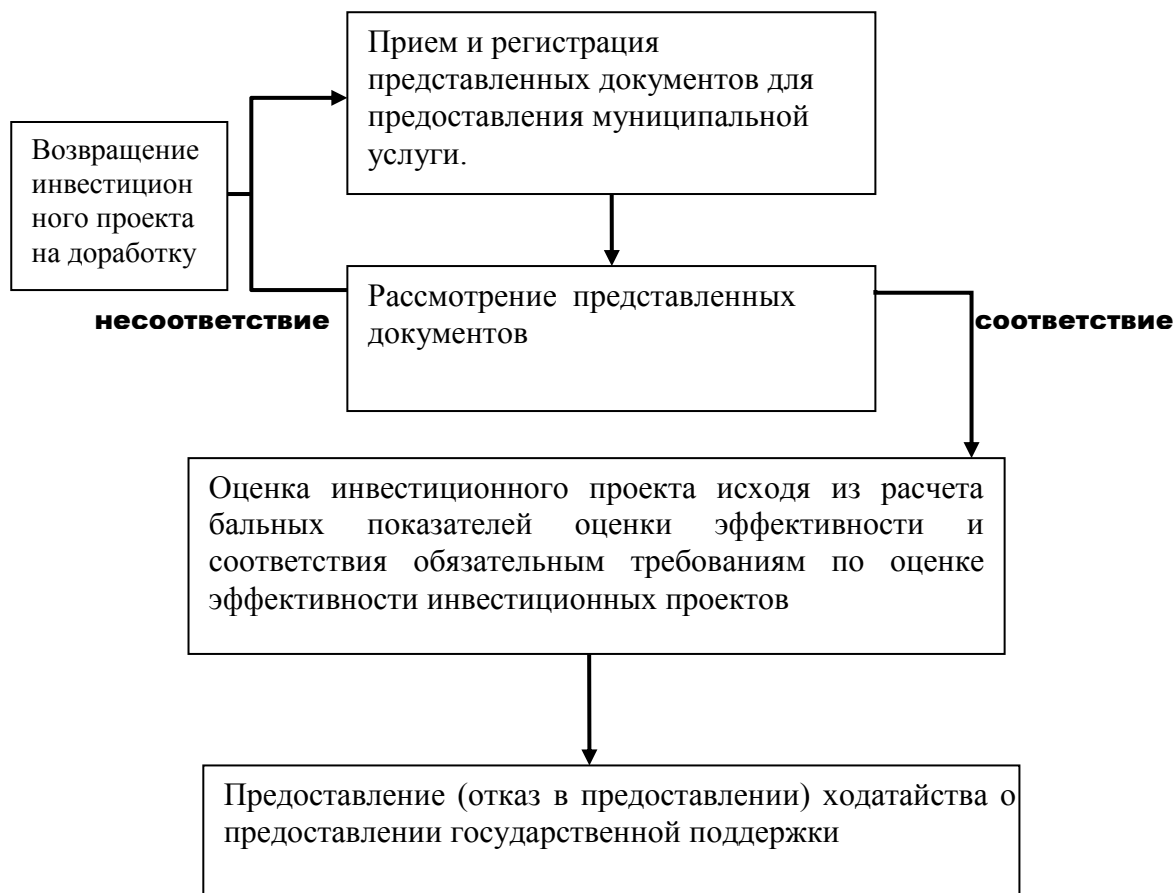 Прием и регистрация
представленных документов для
предоставления муниципальной
услуги.
Возвращение
инвестицион
ного проекта
на доработку
Рассмотрение представленных
документов
несоответствие
соответствие
Оценка инвестиционного проекта исходя из расчета
бальных показателей оценки эффективности и
соответствия обязательным требованиям по оценке
эффективности инвестиционных проектов
Предоставление (отказ в предоставлении) ходатайства о
предоставлении государственной поддержки